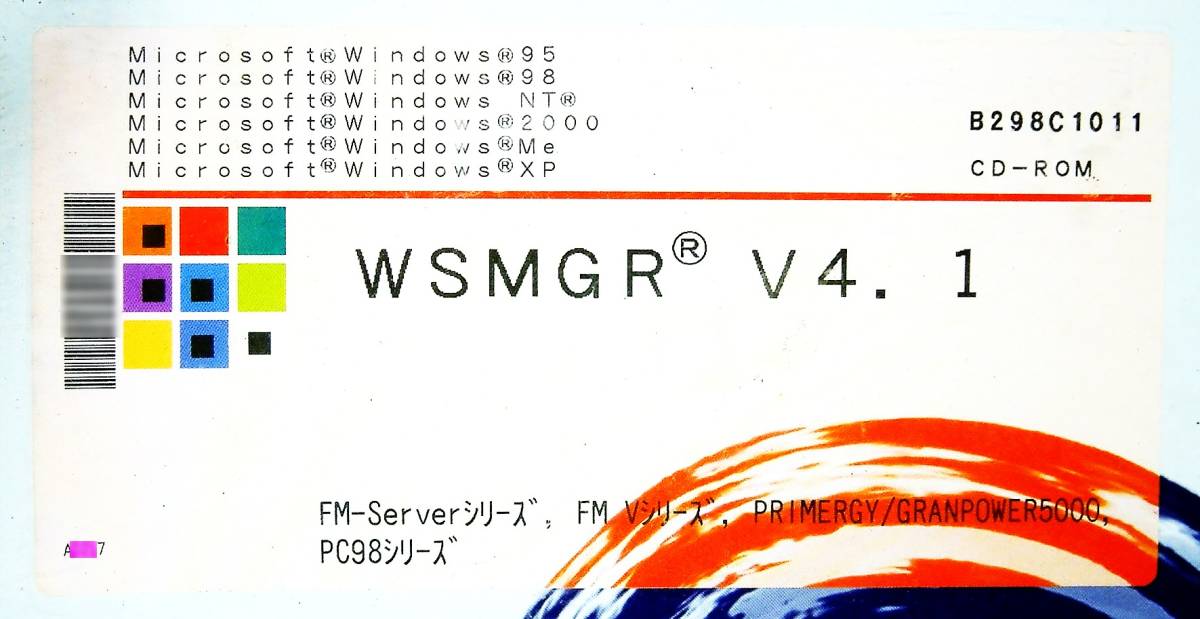 Microsoft®Windows®95
Microsoft®Windows®98
Microsoft®Windows NT®
Microsoft®Windows®2000
Microsoft®Windows®Me
Microsoft®Windows®XP
B298C1011
CD-ROM
WSMGR® V4.1
FM-Serverシリーズ, FMVシリーズ, PRIMERGY/GRANPOWER5000,
PC98シリーズ